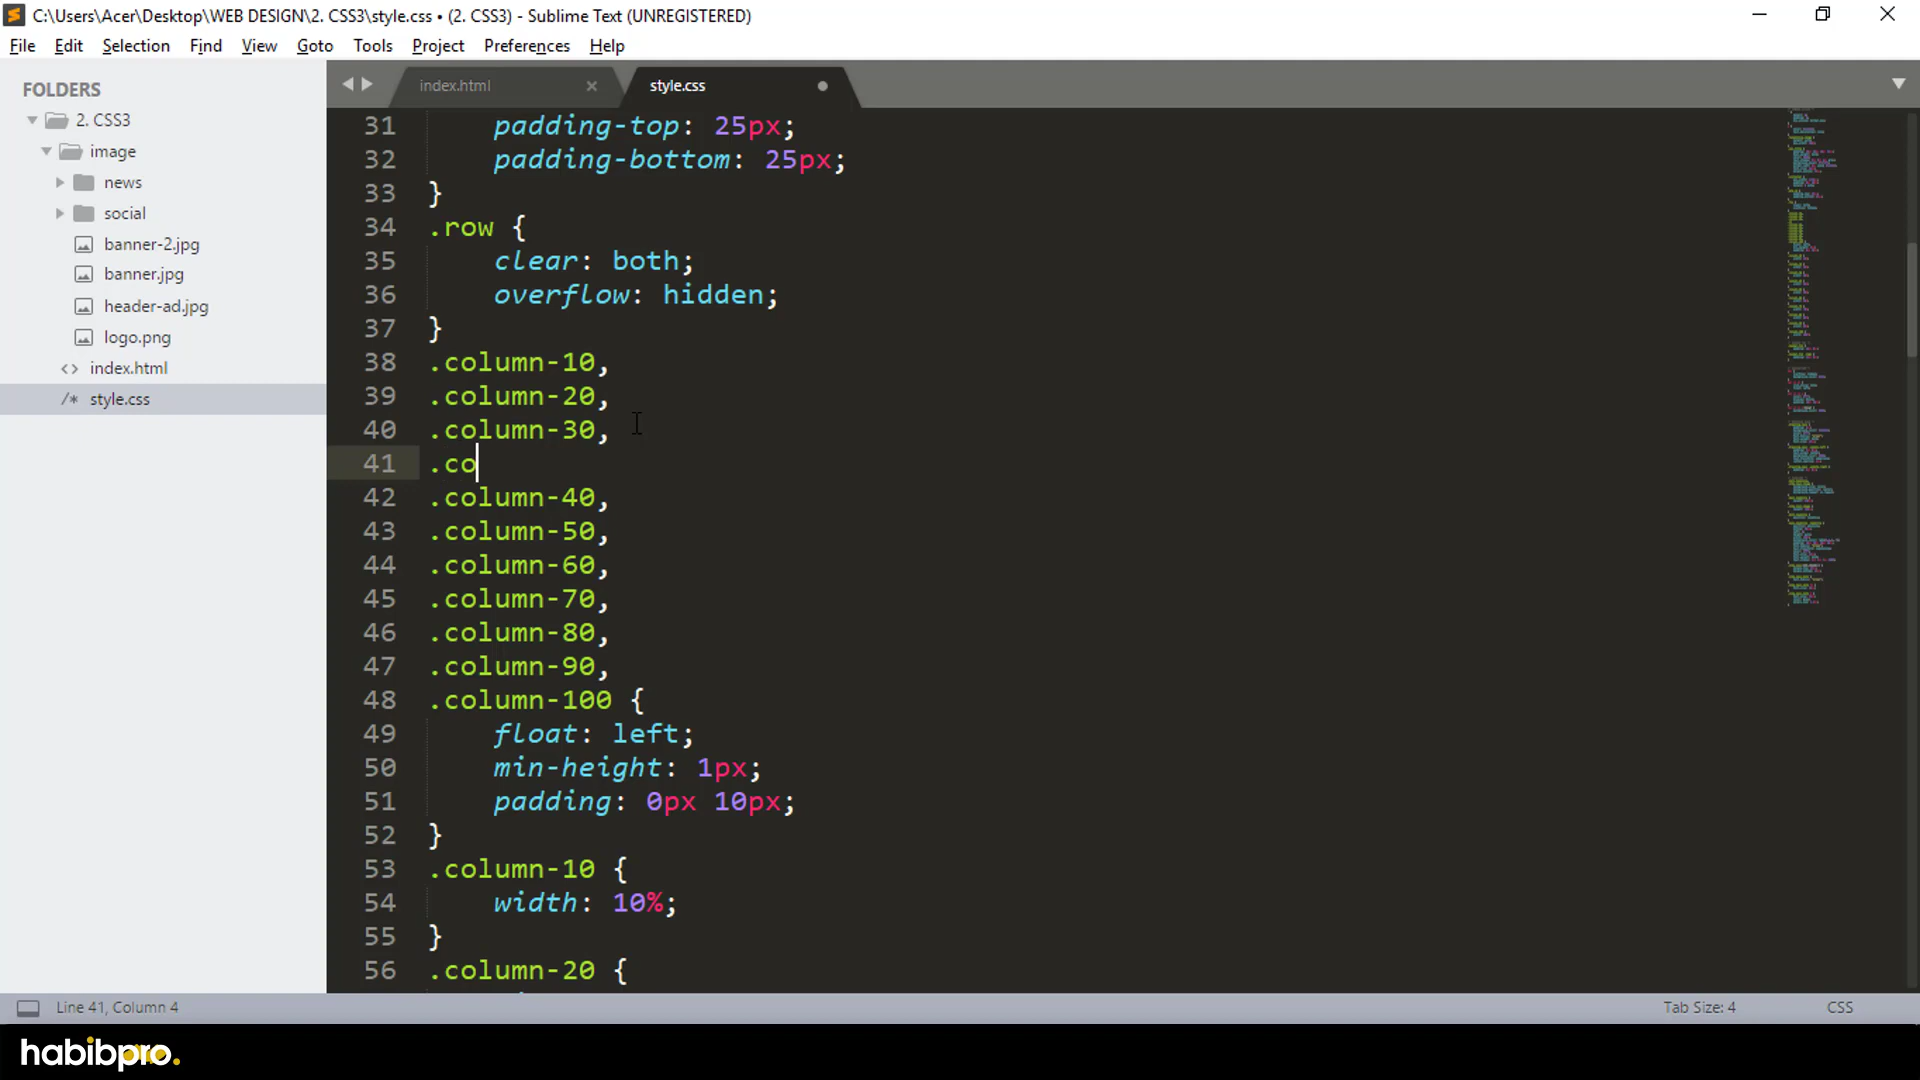 C:\Users\Acer\Desktop\WEB DESIGN\2. CSS3\style.css • (2. CSS3) - Sublime Text (UNREGISTERED)
File Edit Selection Find View Goto Tools Project Preferences Help
FOLDERS
2. CSS3
image
news
social
banner-2.jpg
banner.jpg
header-ad.jpg
logo.png
<> index.html
/* style.css
index.html × style.css
31 padding-top: 25px;
32 padding-bottom: 25px;
33 }
34 .row {
35 clear: both;
36 overflow: hidden;
37 }
38 .column-10,
39 .column-20,
40 .column-30,
41 .co
42 .column-40,
43 .column-50,
44 .column-60,
45 .column-70,
46 .column-80,
47 .column-90,
48 .column-100 {
49 float: left;
50 min-height: 1px;
51 padding: 0px 10px;
52 }
53 .column-10 {
54 width: 10%;
55 }
56 .column-20 {
Line 41, Column 4 Tab Size: 4 CSS
habibpro.